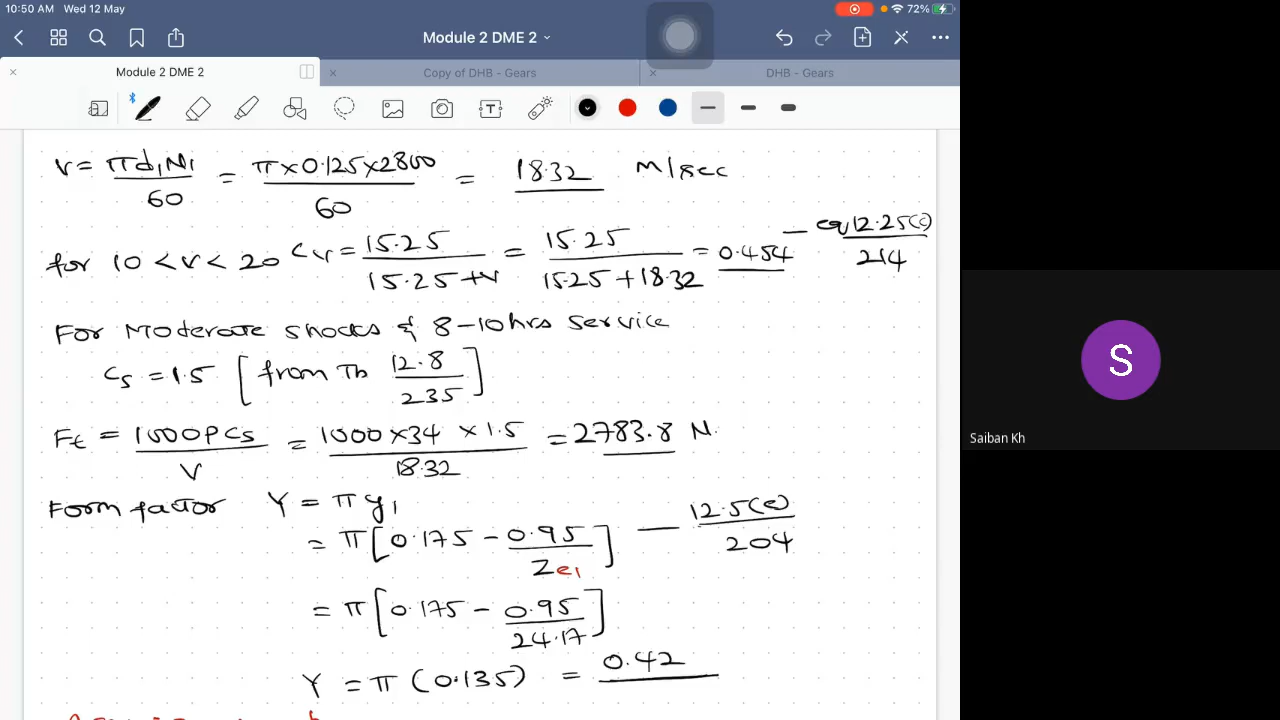 10:50 AM Wed 12 May
72%
Module 2 DME 2
Module 2 DME 2
Copy of DHB - Gears
DHB - Gears
V = πd₁N₁/60 = π×0.125×2800/60 = 18.32 m/sec
for 10 < v < 20 Cv = 15.25/15.25+v = 15.25/15.25+18.32 = 0.454 — eq 12.25(c)/214
For Moderate shocks & 8-10hrs service
Cs = 1.5 [from Tb 12.8/235]
Ft = 1000PCs/V = 1000×34×1.5/18.32 = 2783.8 N.
Form factor Y = πy₁
= π[0.175 - 0.95/Ze₁] — 12.5(e)/204
= π[0.175 - 0.95/24.17]
Y = π(0.135) = 0.42
S
Saiban Kh